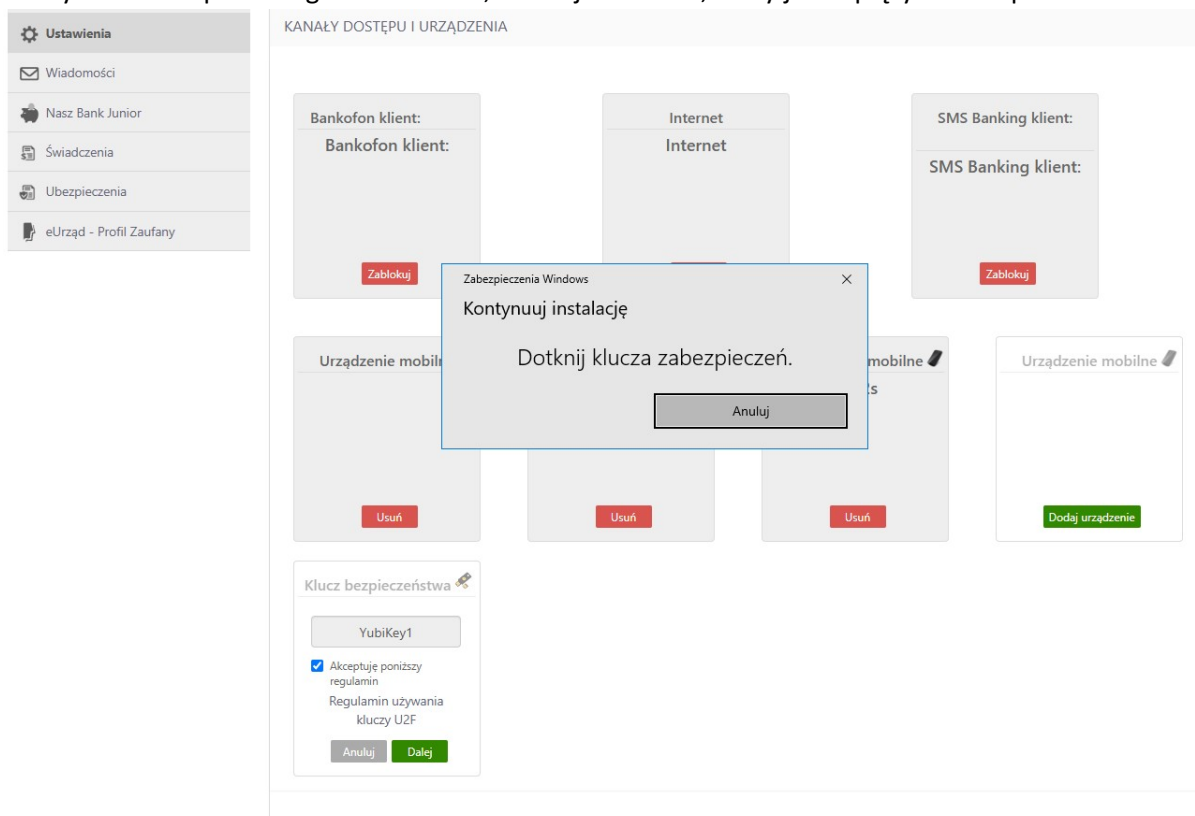 Ustawienia
Wiadomości
Nasz Bank Junior
Świadczenia
Ubezpieczenia
eUrząd - Profil Zaufany
KANAŁY DOSTĘPU I URZĄDZENIA
Bankofon klient:
Bankofon klient:
Zablokuj
Internet
Internet
SMS Banking klient:
SMS Banking klient:
Zablokuj
Zabezpieczenia Windows
Kontynuuj instalację
Dotknij klucza zabezpieczeń.
Anuluj
Urządzenie mobiln
Usuń
Usuń
mobilne
Usuń
Urządzenie mobilne
Dodaj urządzenie
Klucz bezpieczeństwa
YubiKey1
Akceptuję poniższy
regulamin
Regulamin używania
kluczy U2F
Anuluj Dalej